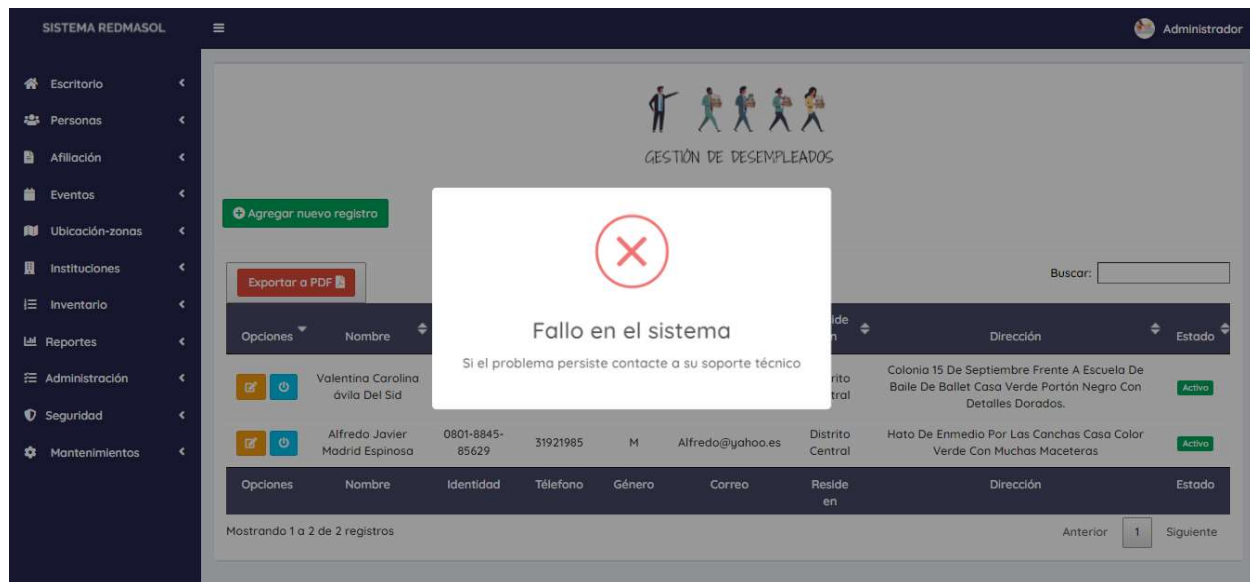 SISTEMA REDMASOL
Administrador
Escritorio
Personas
Afiliación
Eventos
Ubicación-zonas
Instituciones
Inventario
Reportes
Administración
Seguridad
Mantenimientos
GESTIÓN DE DESEMPLEADOS
Agregar nuevo registro
Exportar a PDF
Buscar:
Fallo en el sistema
Si el problema persiste contacte a su soporte técnico
Opciones Nombre Dirección Estado
Valentina Carolina
ávila Del Sid
Colonia 15 De Septiembre Frente A Escuela De
Baile De Ballet Casa Verde Portón Negro Con
Detalles Dorados.
Activo
Alfredo Javier
Madrid Espinosa
0801-8845-
85629
31921985
M
Alfredo@yahoo.es
Distrito
Central
Hato De Enmedio Por Las Canchas Casa Color
Verde Con Muchas Maceteras
Activo
Opciones Nombre Identidad Télefono Género Correo Reside
en
Dirección Estado
Mostrando 1 a 2 de 2 registros
Anterior 1 Siguiente